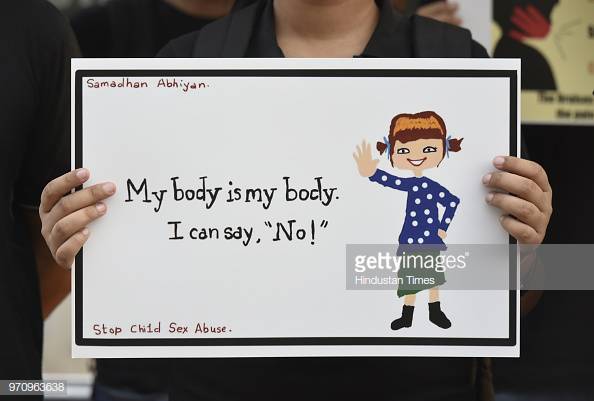 Samadhan Abhiyan.
My body is my body.
I can say, "No!"
Stop Child Sex Abuse.
gettyimages
Hindustan Times
970963638